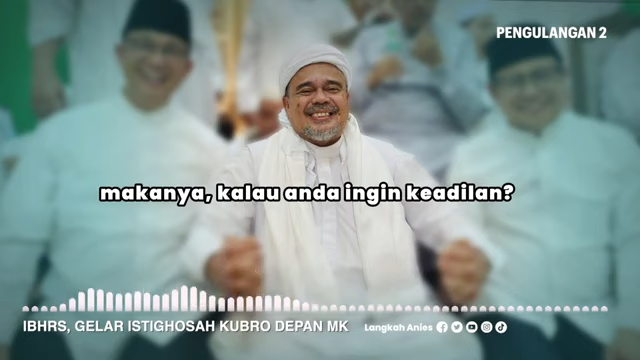 PENGULANGAN 2
makanya, kalau anda ingin keadilan?
IBHRS, GELAR ISTIGHOSAH KUBRO DEPAN MK
Langkah Anies